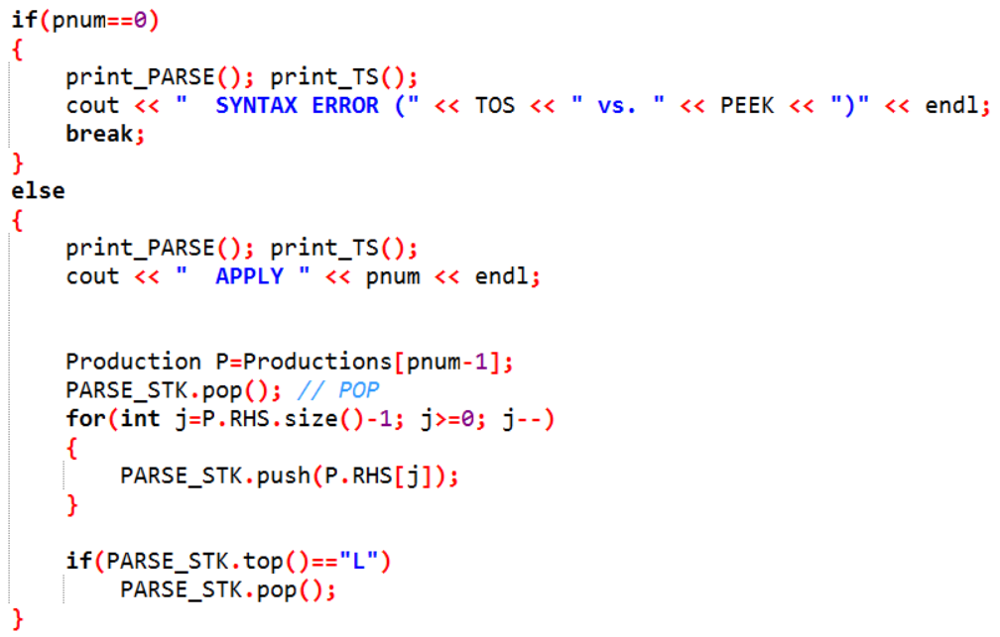 if(pnum==0)
{
    print_PARSE(); print_TS();
    cout << "  SYNTAX ERROR (" << TOS << " vs. " << PEEK << ")" << endl;
    break;
}
else
{
    print_PARSE(); print_TS();
    cout << "  APPLY " << pnum << endl;
    Production P=Productions[pnum-1];
    PARSE_STK.pop(); // POP
    for(int j=P.RHS.size()-1; j>=0; j--)
    {
        PARSE_STK.push(P.RHS[j]);
    }
    if(PARSE_STK.top()=="L")
        PARSE_STK.pop();
}